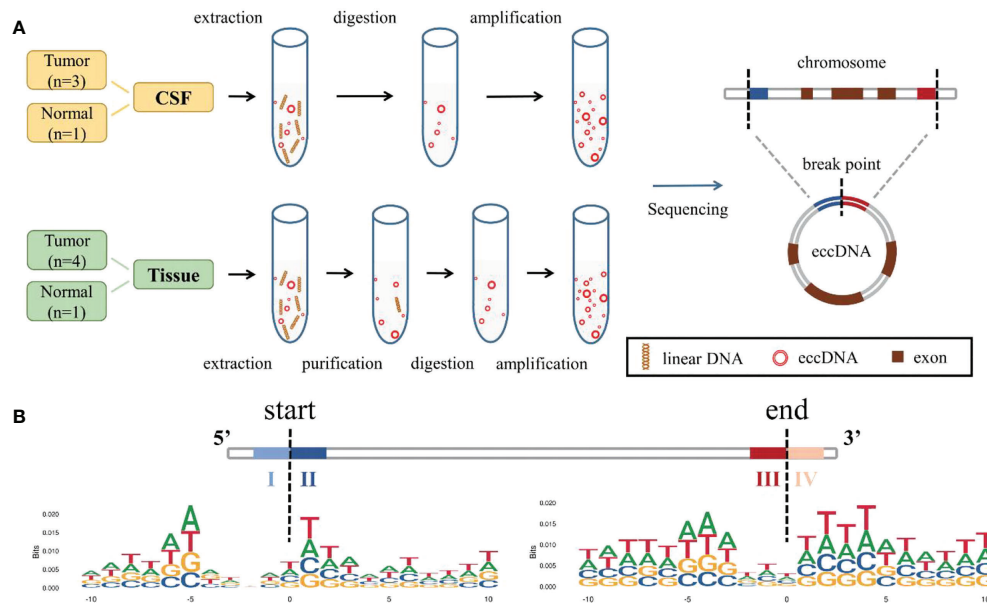 A
extraction digestion amplification
Tumor
(n=3)
Normal
(n=1)
CSF
chromosome
break point
Sequencing
eccDNA
Tumor
(n=4)
Normal
(n=1)
Tissue
extraction purification digestion amplification
linear DNA eccDNA exon
B
start end
5’ 3’
I II III IV
0.020
0.015
0.010
0.005
0.000
Bits
-10 -5 0 5 10
0.020
0.015
0.010
0.005
0.000
Bits
-10 -5 0 5 10